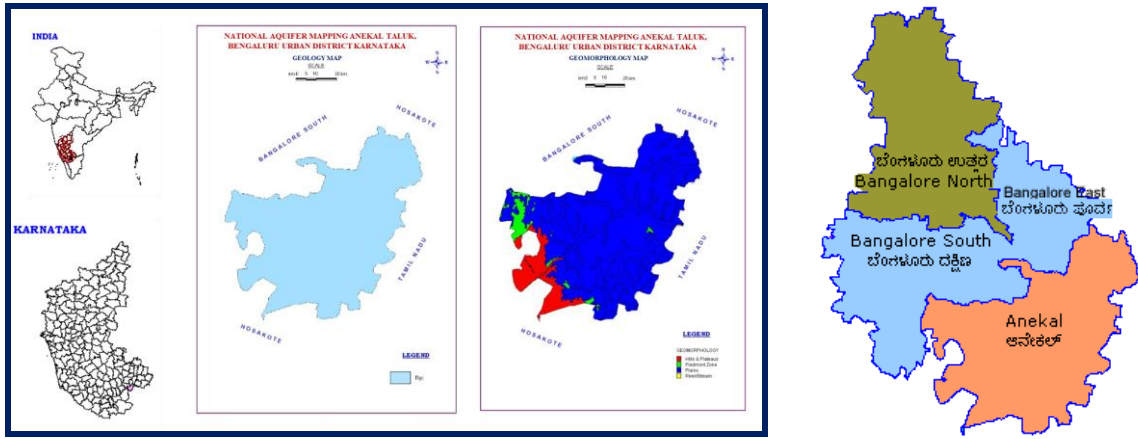 INDIA
KARNATAKA
NATIONAL AQUIFER MAPPING ANEKAL TALUK,
BENGALURU URBAN DISTRICT KARNATAKA
GEOLOGY MAP
SCALE
BANGALORE SOUTH
HOSAKOTE
TAMIL NADU
HOSAKOTE
LEGEND
NATIONAL AQUIFER MAPPING ANEKAL TALUK,
BENGALURU URBAN DISTRICT KARNATAKA
GEOMORPHOLOGY MAP
SCALE
BANGALORE SOUTH
HOSAKOTE
TAMIL NADU
HOSAKOTE
LEGEND
GEOMORPHOLOGY
Hills & Plateaus
Piedmont Zone
Plains
River/Stream
ಬೆಂಗಳೂರು ಉತ್ತರ
Bangalore North
Bangalore East
ಬೆಂಗಳೂರು ಪೂರ್ವ
Bangalore South
ಬೆಂಗಳೂರು ದಕ್ಷಿಣ
Anekal
ಆನೇಕಲ್